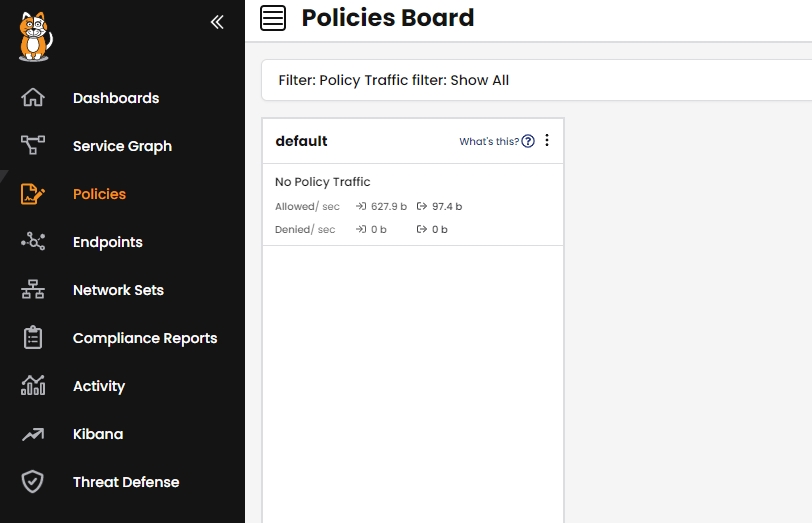 Policies Board
Dashboards
Service Graph
Policies
Endpoints
Network Sets
Compliance Reports
Activity
Kibana
Threat Defense
Filter: Policy Traffic filter: Show All
default What's this? ?
No Policy Traffic
Allowed/ sec 627.9 b 97.4 b
Denied/ sec 0 b 0 b